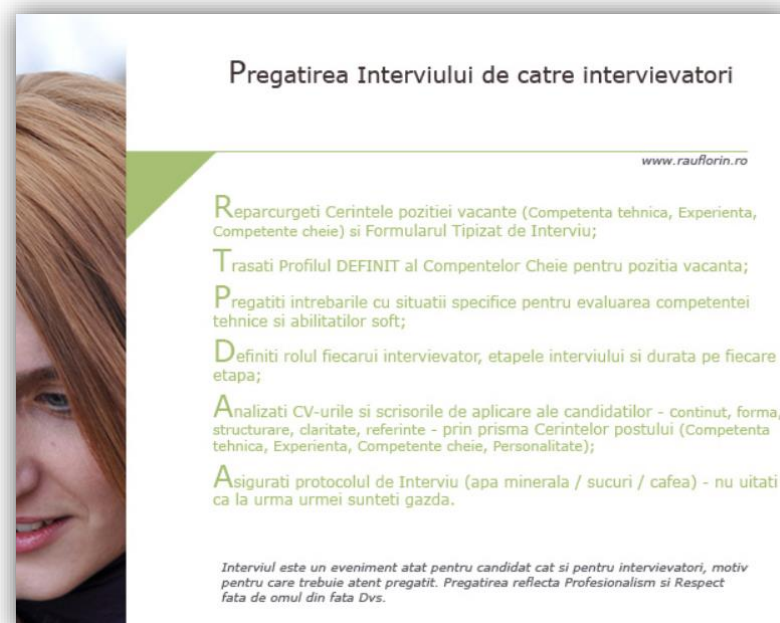 Pregatirea Interviului de catre intervievatori
www.rauflorin.ro
Reparcurgeti Cerintele pozitiei vacante (Competenta tehnica, Experienta,
Competente cheie) si Formularul Tipizat de Interviu;
Trasati Profilul DEFINIT al Compentelor Cheie pentru pozitia vacanta;
Pregatiti intrebarile cu situatii specifice pentru evaluarea competentei
tehnice si abilitatilor soft;
Definiti rolul fiecarui intervievator, etapele interviului si durata pe fiecare
etapa;
Analizati CV-urile si scrisorile de aplicare ale candidatilor - continut, forma,
structurare, claritate, referinte - prin prisma Cerintelor postului (Competenta
tehnica, Experienta, Competente cheie, Personalitate);
Asigurati protocolul de Interviu (apa minerala / sucuri / cafea) - nu uitati
ca la urma urmei sunteti gazda.
Interviul este un eveniment atat pentru candidat cat si pentru intervievatori, motiv
pentru care trebuie atent pregatit. Pregatirea reflecta Profesionalism si Respect
fata de omul din fata Dvs.